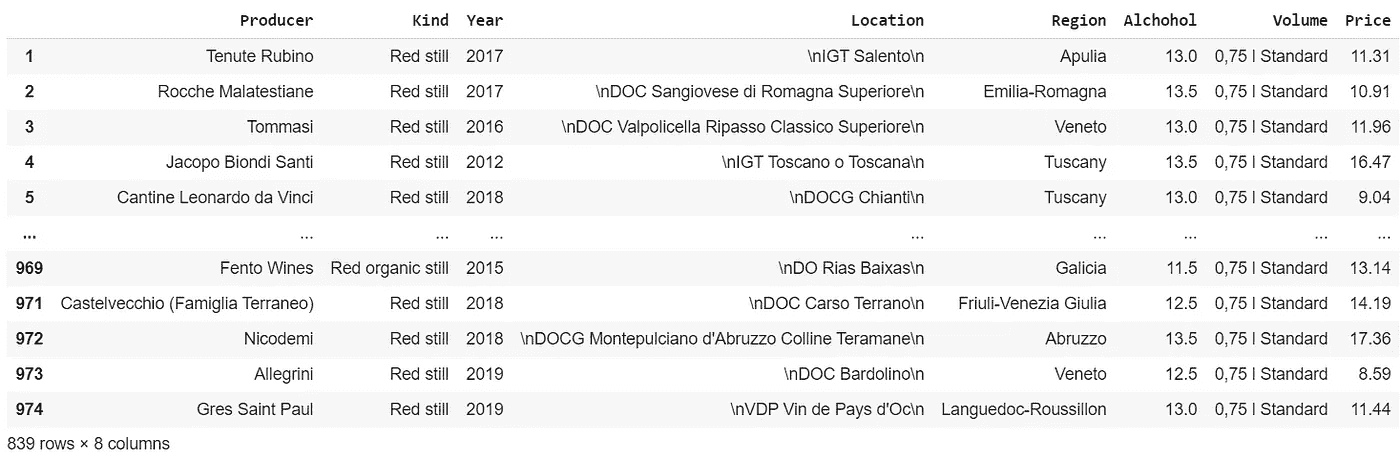 Producer Kind Year Location Region Alchohol Volume Price
1 Tenute Rubino Red still 2017 \nIGT Salento\n Apulia 13.0 0,75 l Standard 11.31
2 Rocche Malatestiane Red still 2017 \nDOC Sangiovese di Romagna Superiore\n Emilia-Romagna 13.5 0,75 l Standard 10.91
3 Tommasi Red still 2016 \nDOC Valpolicella Ripasso Classico Superiore\n Veneto 13.0 0,75 l Standard 11.96
4 Jacopo Biondi Santi Red still 2012 \nIGT Toscano o Toscana\n Tuscany 13.5 0,75 l Standard 16.47
5 Cantine Leonardo da Vinci Red still 2018 \nDOCG Chianti\n Tuscany 13.0 0,75 l Standard 9.04
... ... ... ... ... ... ... ... ...
969 Fento Wines Red organic still 2015 \nDO Rias Baixas\n Galicia 11.5 0,75 l Standard 13.14
971 Castelvecchio (Famiglia Terraneo) Red still 2018 \nDOC Carso Terrano\n Friuli-Venezia Giulia 12.5 0,75 l Standard 14.19
972 Nicodemi Red still 2018 \nDOCG Montepulciano d'Abruzzo Colline Teramane\n Abruzzo 13.5 0,75 l Standard 17.36
973 Allegrini Red still 2019 \nDOC Bardolino\n Veneto 12.5 0,75 l Standard 8.59
974 Gres Saint Paul Red still 2019 \nVDP Vin de Pays d'Oc\n Languedoc-Roussillon 13.0 0,75 l Standard 11.44
839 rows × 8 columns